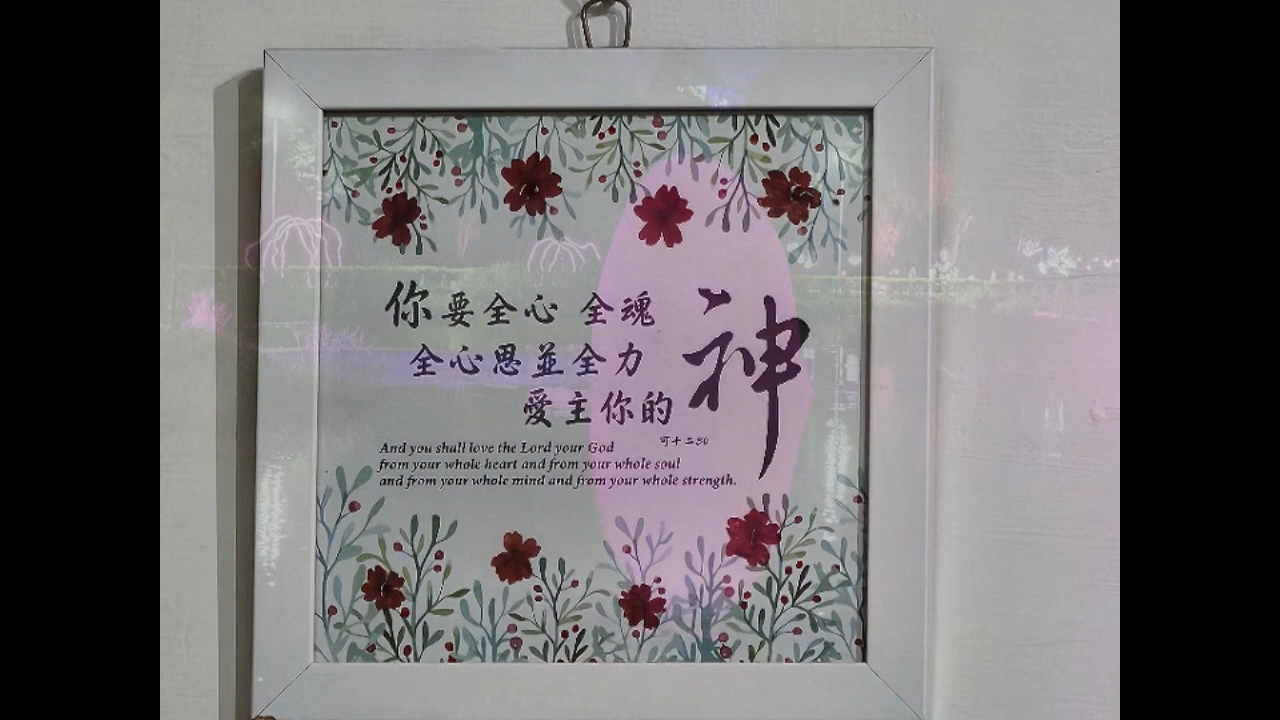 你要全心 全魂
全心思並全力
愛主你的
神
可十二30
And you shall love the Lord your God
from your whole heart and from your whole soul
and from your whole mind and from your whole strength.